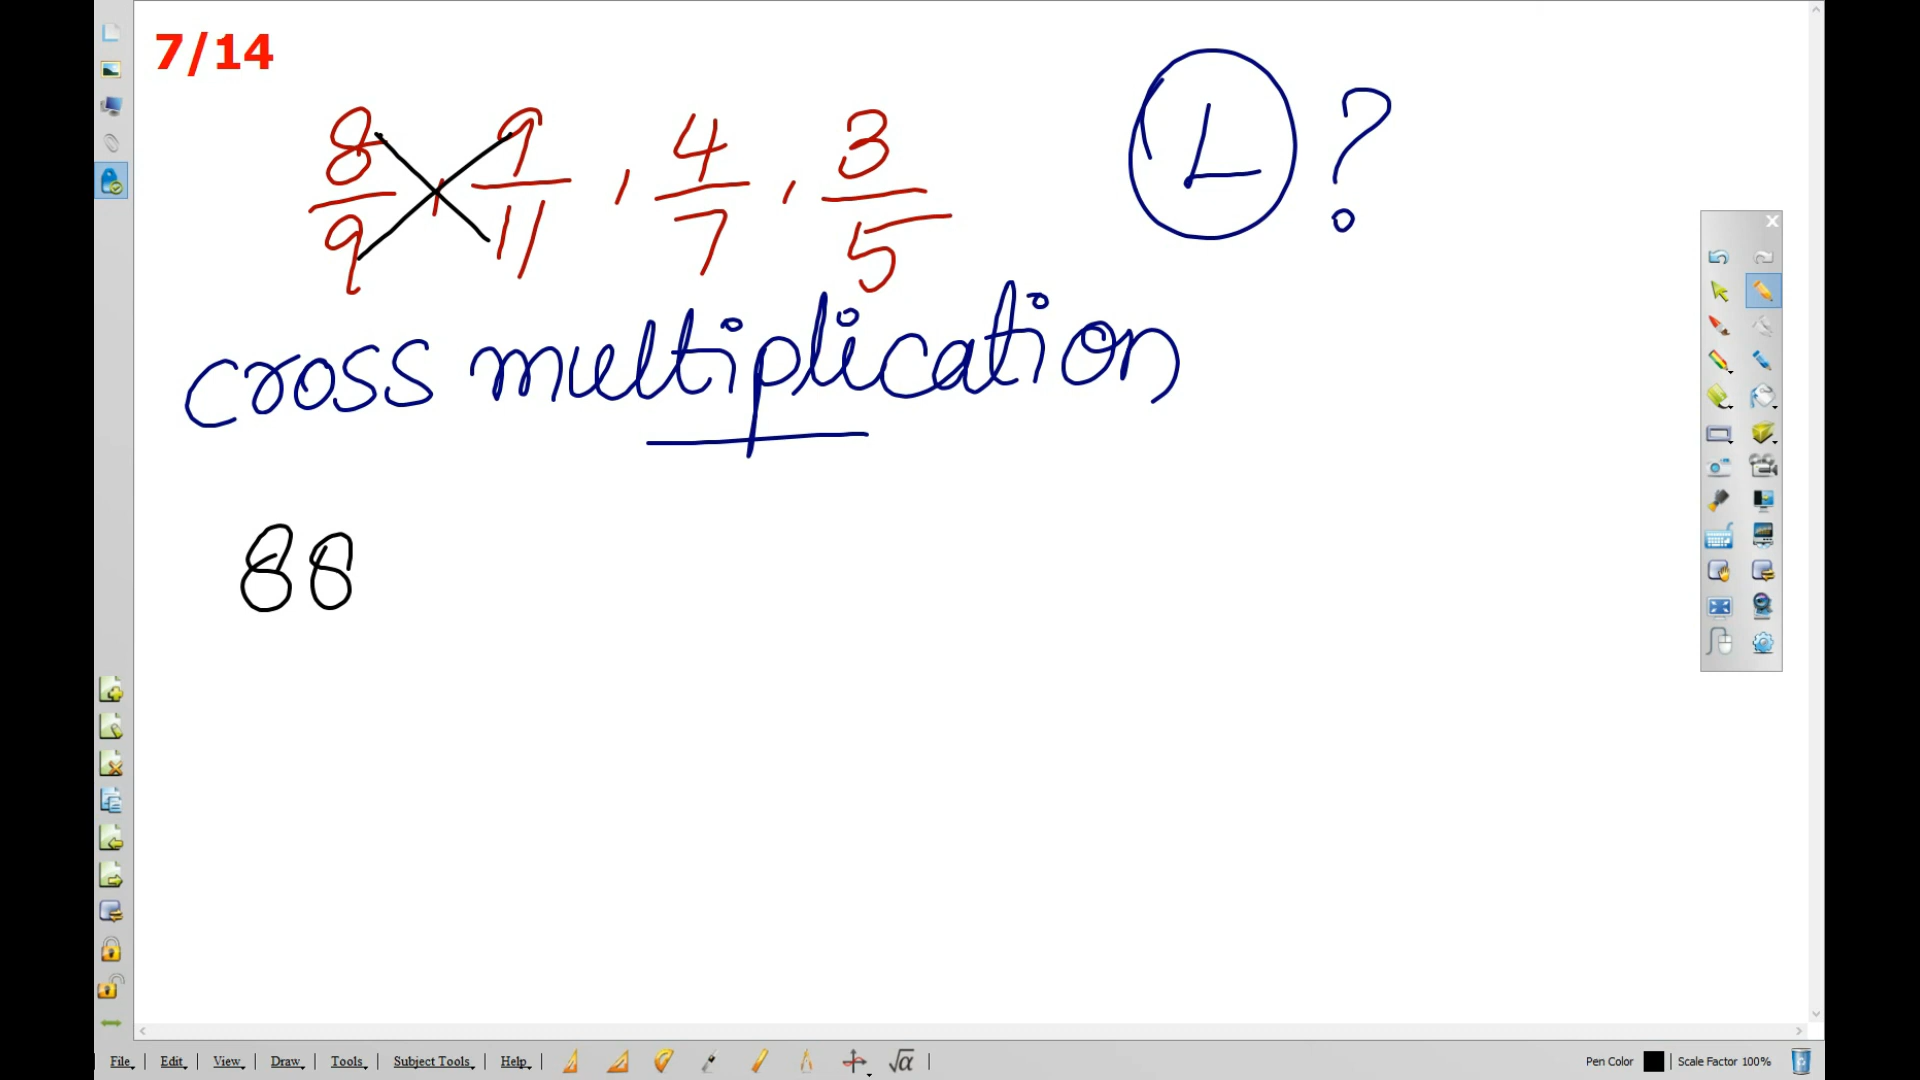 7/14
8/9 , 9/11 , 4/7 , 3/5
L ?
cross multiplication
88
File Edit View Draw Tools Subject Tools Help √α Pen Color Scale Factor 100%